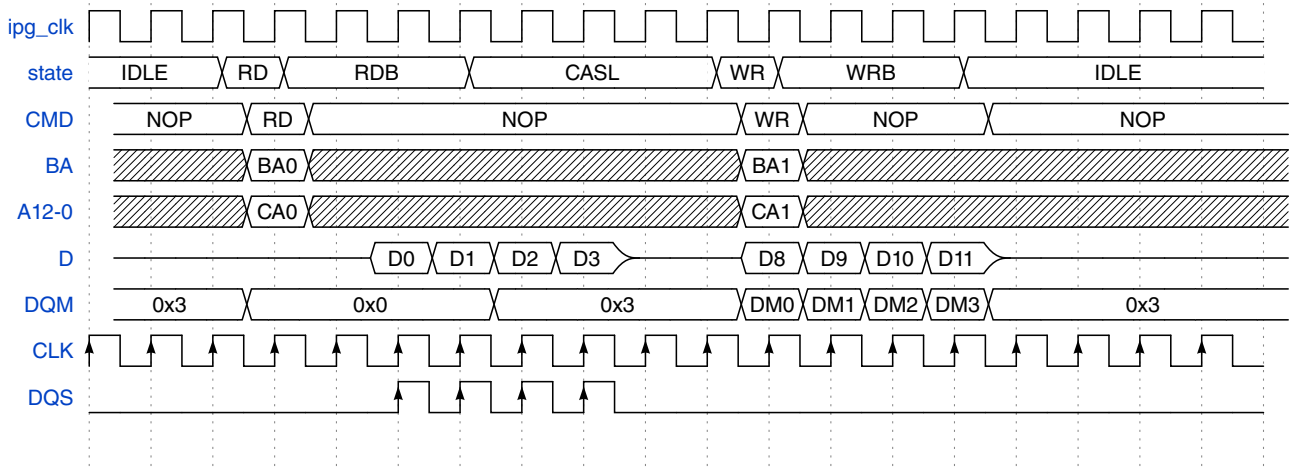 ipg_clk
state IDLE RD RDB CASL WR WRB IDLE
CMD NOP RD NOP WR NOP NOP
BA BA0 BA1
A12-0 CA0 CA1
D D0 D1 D2 D3 D8 D9 D10 D11
DQM 0x3 0x0 0x3 DM0 DM1 DM2 DM3 0x3
CLK
DQS